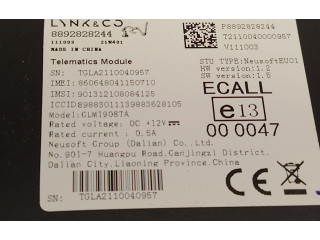 LYNK&CO
8892828244
111003 21W401
MADE IN CHINA
P8892828244
T2110040000957
V111003
Telematics Module
SN: TGLA2110040957
IMEI: 860648041150710
IMSI: 901312108084125
ICCID: 89883011139883628105
Model: GLM1908TA
Rated voltage: DC +12V
Rated current: 0.5A
Neusoft Group (Dalian) Co., Ltd.
No.901-7 Huangpu Road, Ganjingzi District,
Dalian City, Liaoning Province, China
STU TYPE: NeusoftEU01
HW version: 1.2
SW version: 1.5
ECALL
e13
00 0047
CE
SN: TGLA2110040957